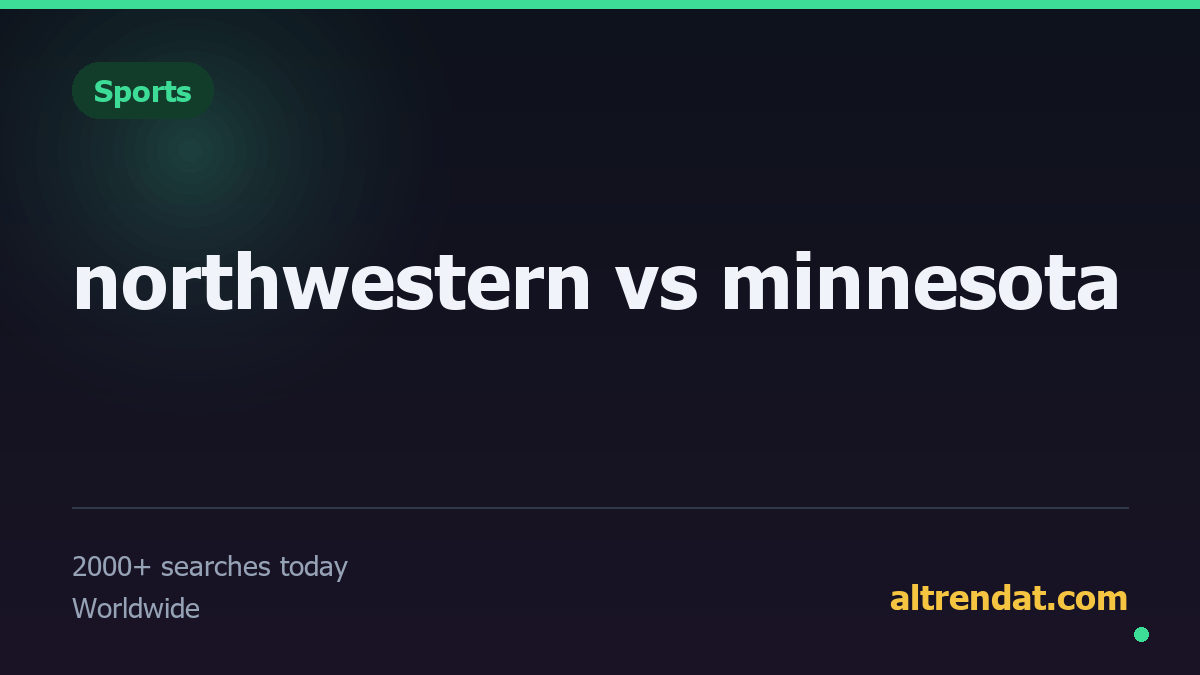 Sports
northwestern vs minnesota
2000+ searches today
Worldwide
altrendat.com